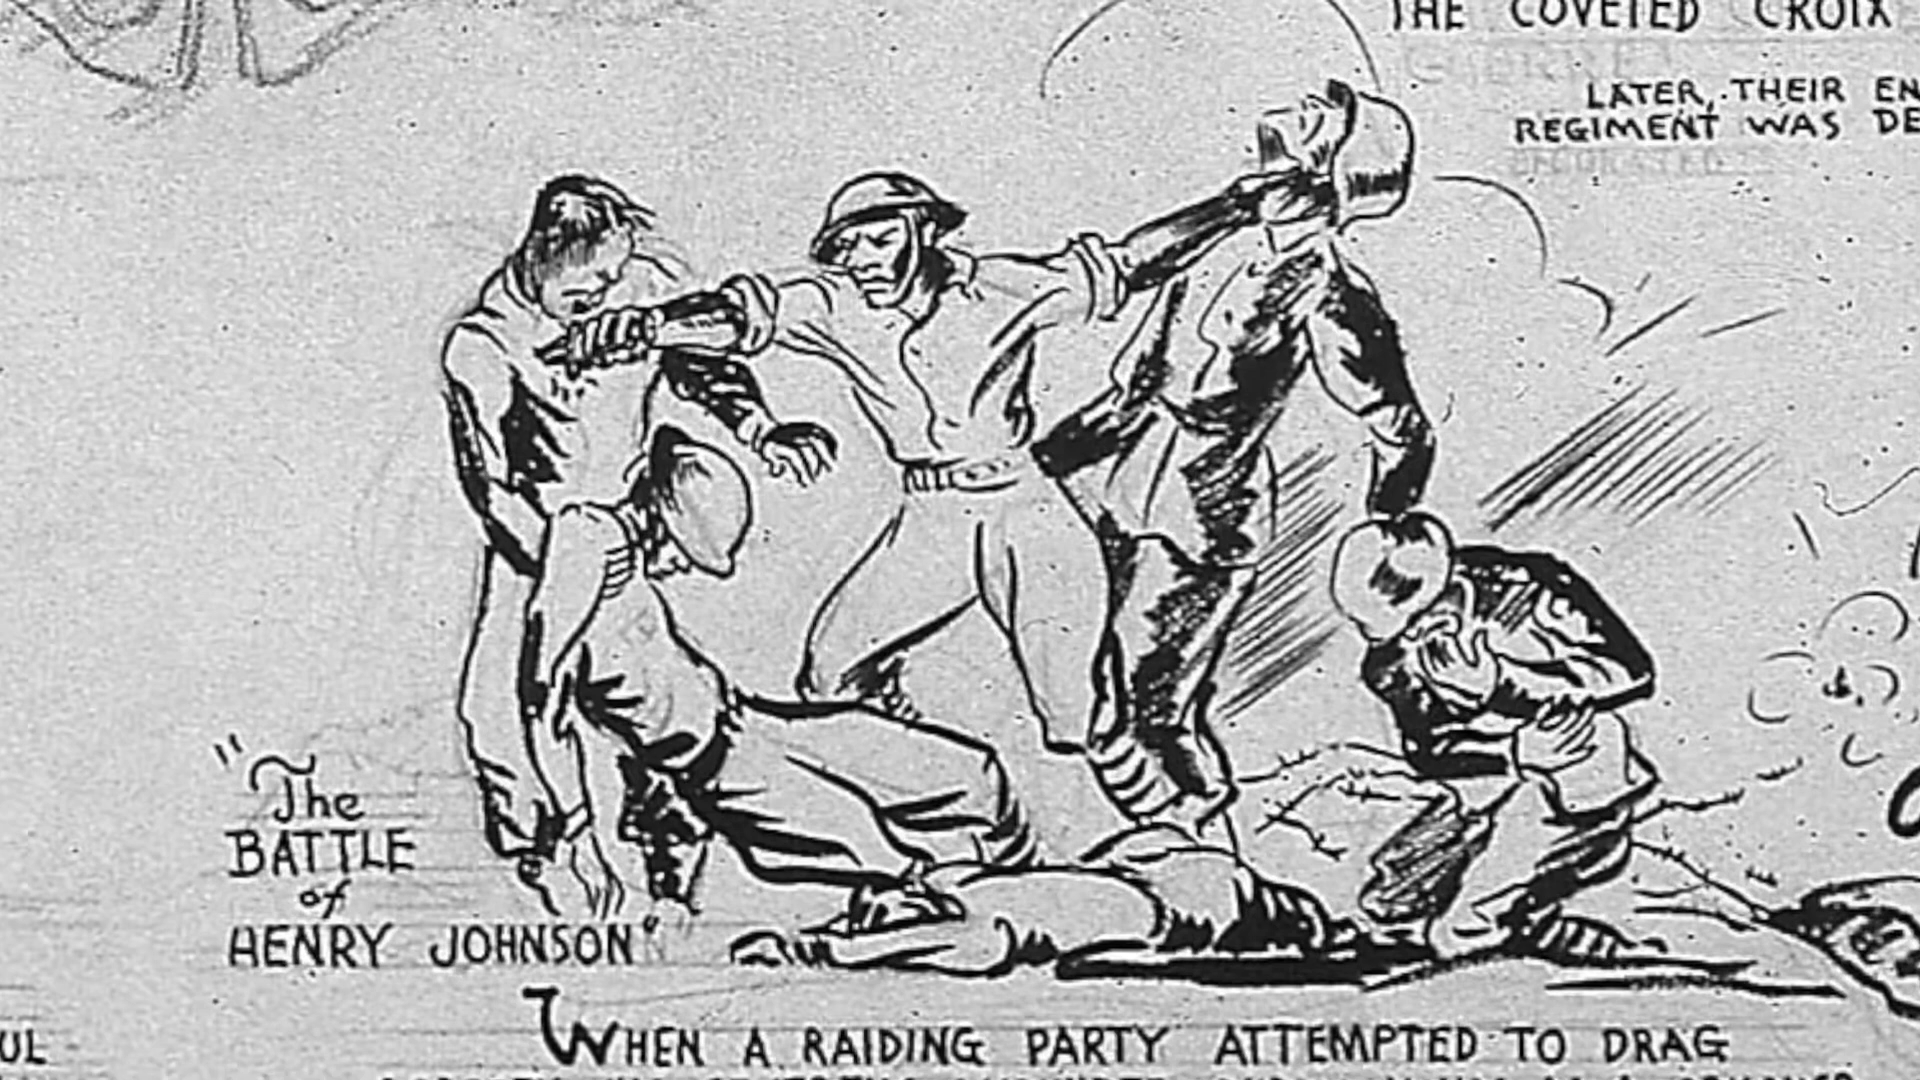 THE COVETED CROIX
LATER, THEIR EN
REGIMENT WAS DE
"The
BATTLE
of
HENRY JOHNSON"
UL
WHEN A RAIDING PARTY ATTEMPTED TO DRAG